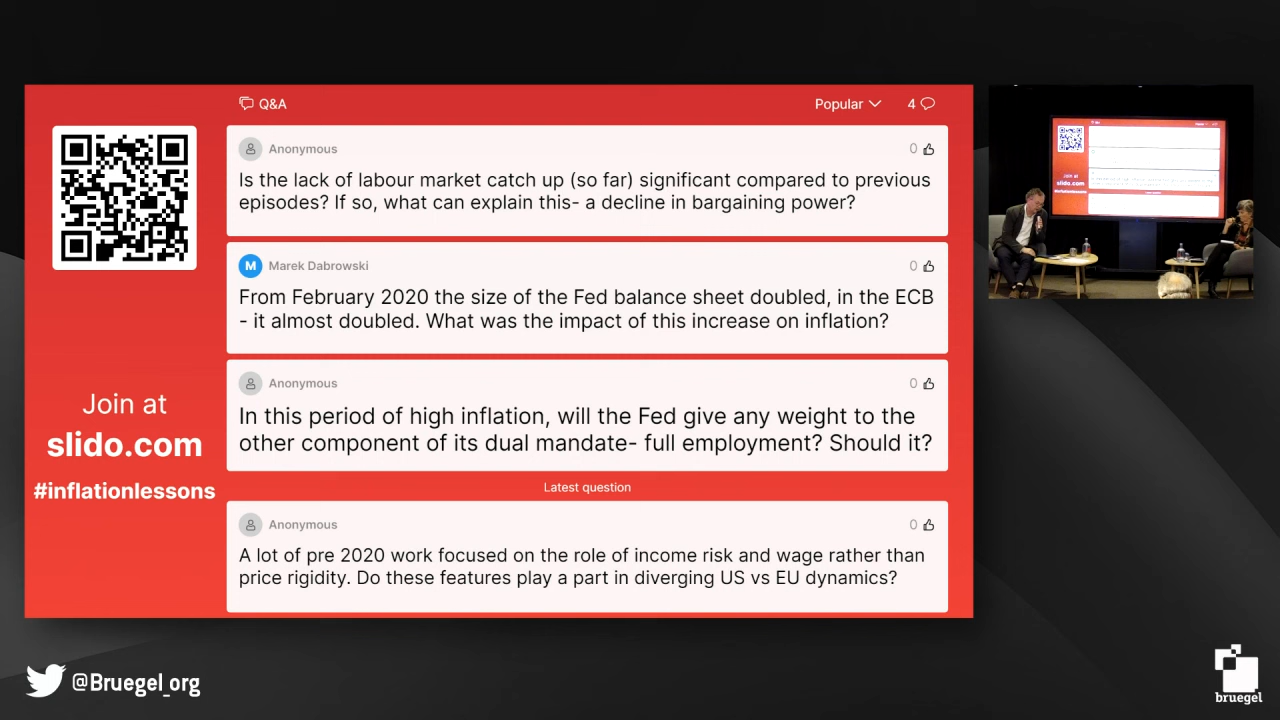 Q&A
Popular
4
Anonymous
0
Is the lack of labour market catch up (so far) significant compared to previous
episodes? If so, what can explain this- a decline in bargaining power?
M
Marek Dabrowski
0
From February 2020 the size of the Fed balance sheet doubled, in the ECB
- it almost doubled. What was the impact of this increase on inflation?
Anonymous
0
In this period of high inflation, will the Fed give any weight to the
other component of its dual mandate- full employment? Should it?
Latest question
Anonymous
0
A lot of pre 2020 work focused on the role of income risk and wage rather than
price rigidity. Do these features play a part in diverging US vs EU dynamics?
Join at
slido.com
#inflationlessons
Join at
slido.com
#inflationlessons
@Bruegel_org
bruegel